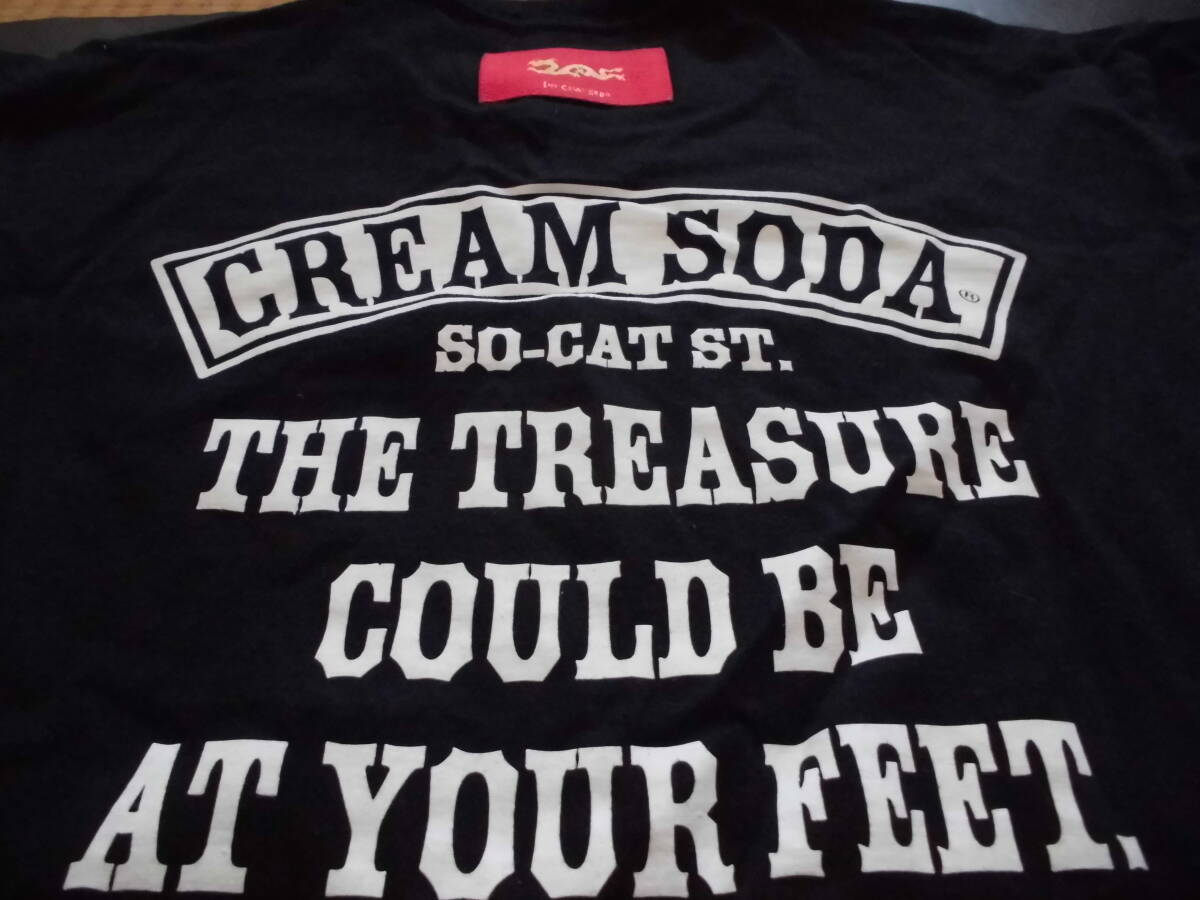 CREAM SODA®
SO-CAT ST.
THE TREASURE
COULD BE
AT YOUR FEET.